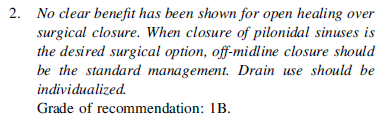 2. No clear benefit has been shown for open healing over
surgical closure. When closure of pilonidal sinuses is
the desired surgical option, off-midline closure should
be the standard management. Drain use should be
individualized.
Grade of recommendation: 1B.